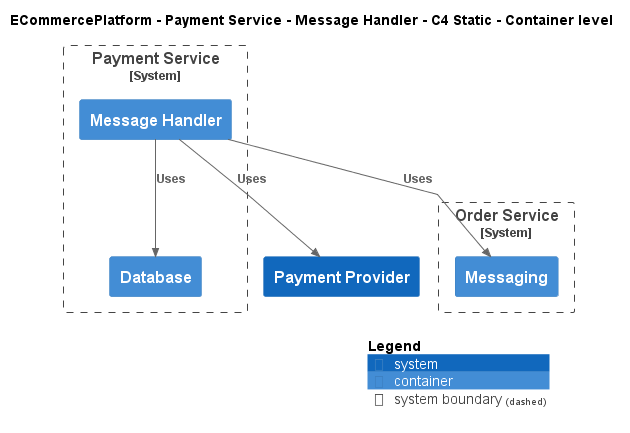 ECommercePlatform - Payment Service - Message Handler - C4 Static - Container level
Payment Service
[System]
Message Handler
Uses
Uses
Uses
Order Service
[System]
Database
Payment Provider
Messaging
Legend
system
container
system boundary (dashed)